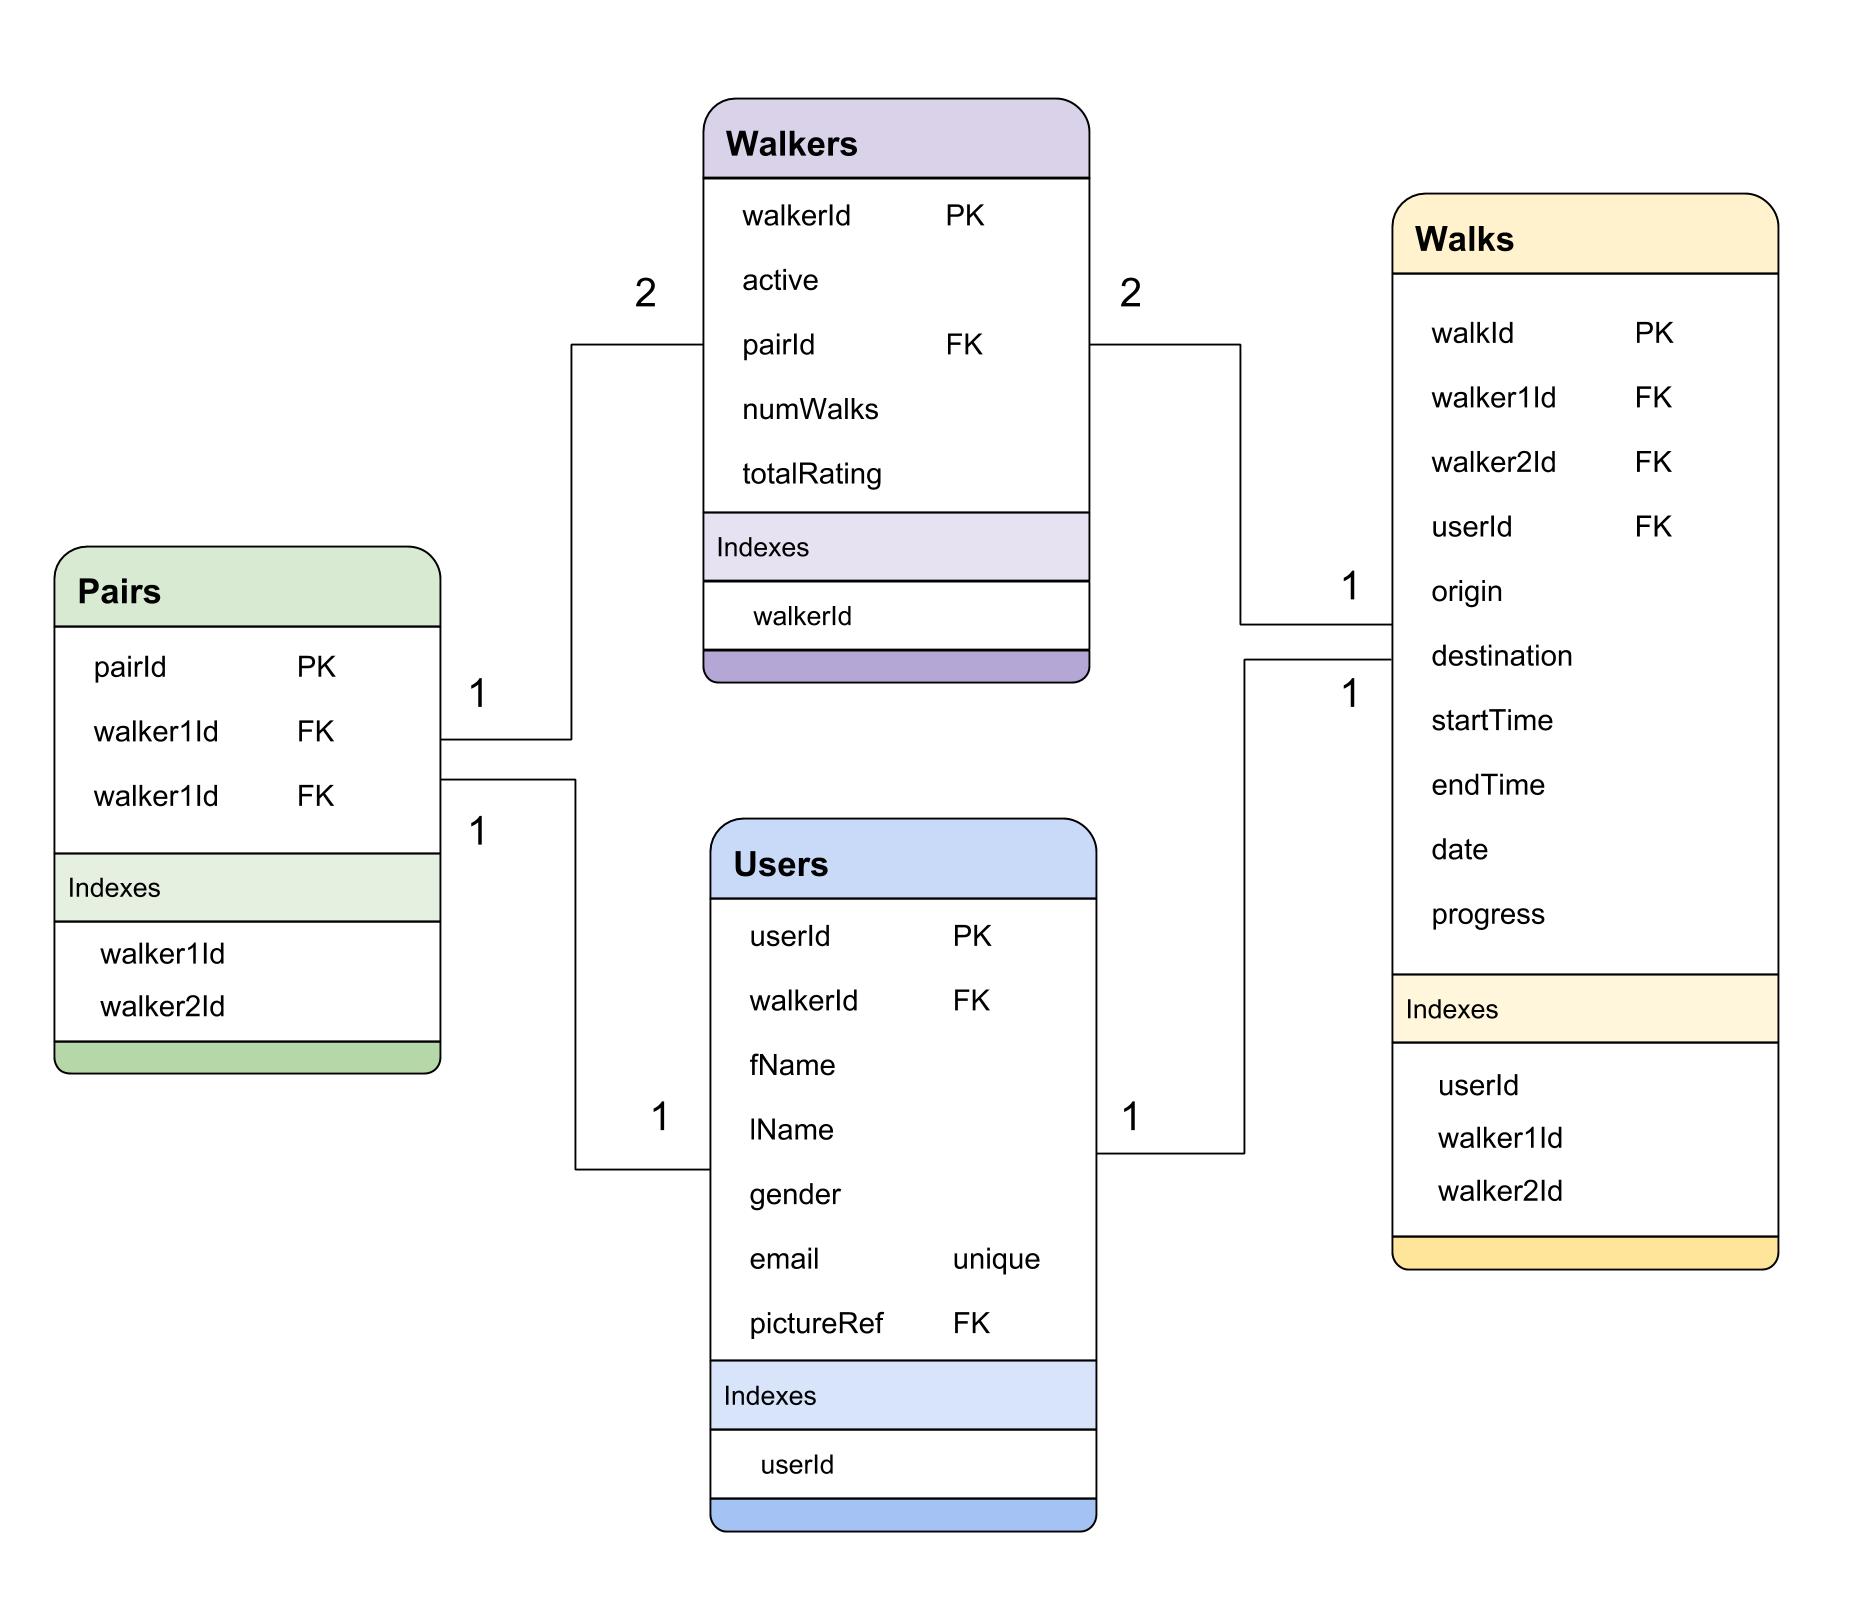 Walkers
walkerId PK
active
pairId FK
numWalks
totalRating
Indexes
walkerId
2
2
Walks
walkId PK
walker1Id FK
walker2Id FK
userId FK
origin
destination
startTime
endTime
date
progress
Indexes
userId
walker1Id
walker2Id
1
1
Pairs
pairId PK
walker1Id FK
walker1Id FK
Indexes
walker1Id
walker2Id
1
1
Users
userId PK
walkerId FK
fName
lName
gender
email unique
pictureRef FK
Indexes
userId
1
1